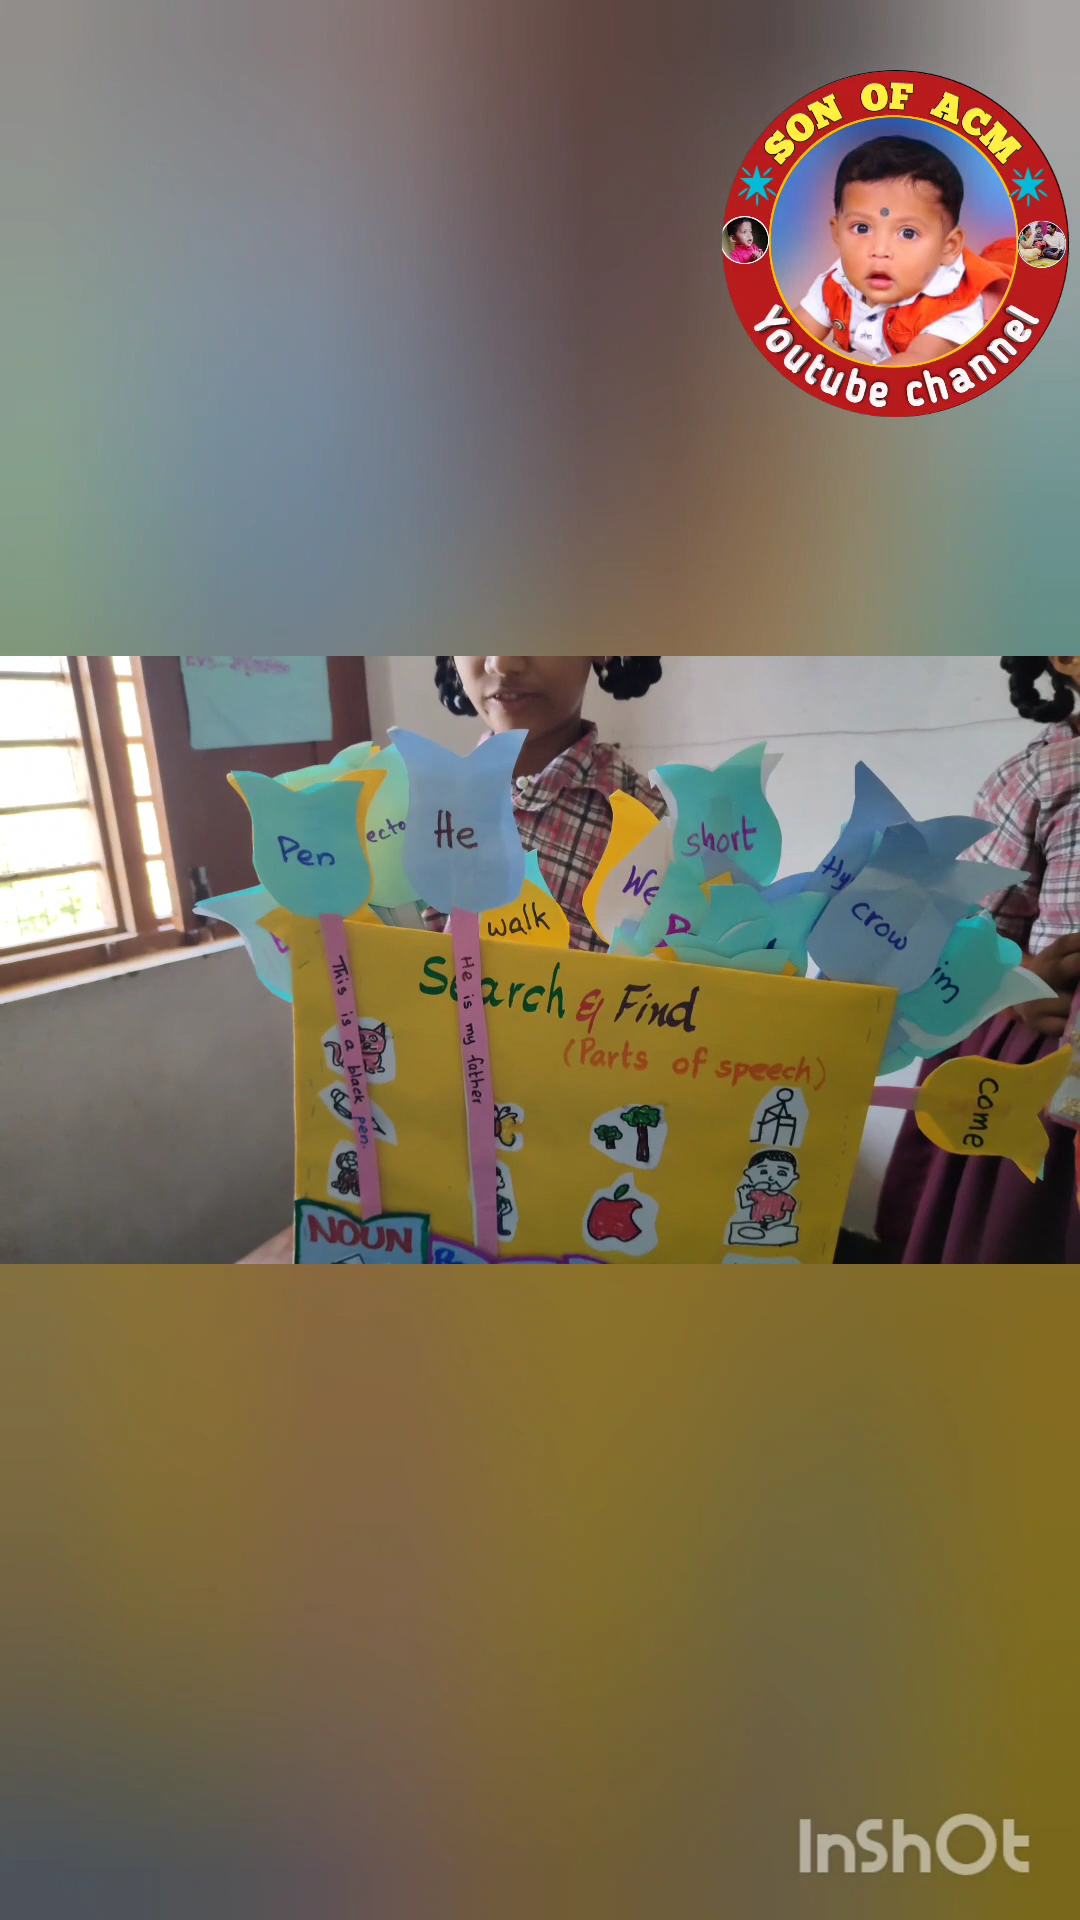 SON OF ACM
Youtube channel
Pen
He
short
walk
crow
come
Search & Find
(Parts of speech)
This is a black pen.
He is my father
NOUN
InShOt